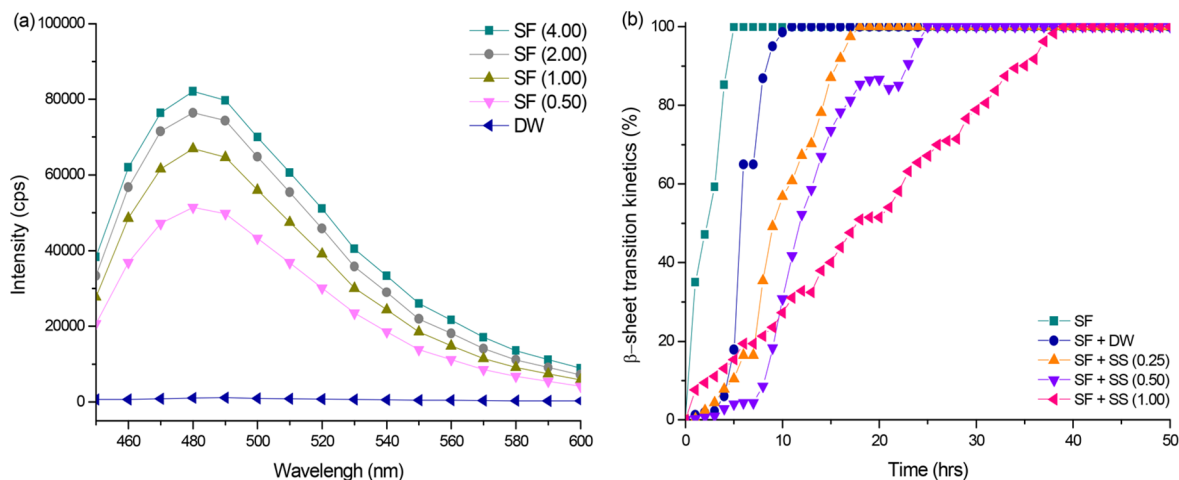 (a)
100000
80000
60000
40000
20000
0
Intensity (cps)
460 480 500 520 540 560 580 600
Wavelengh (nm)
SF (4.00)
SF (2.00)
SF (1.00)
SF (0.50)
DW
(b)
100
80
60
40
20
0
β-sheet transition kinetics (%)
0 10 20 30 40 50
Time (hrs)
SF
SF + DW
SF + SS (0.25)
SF + SS (0.50)
SF + SS (1.00)